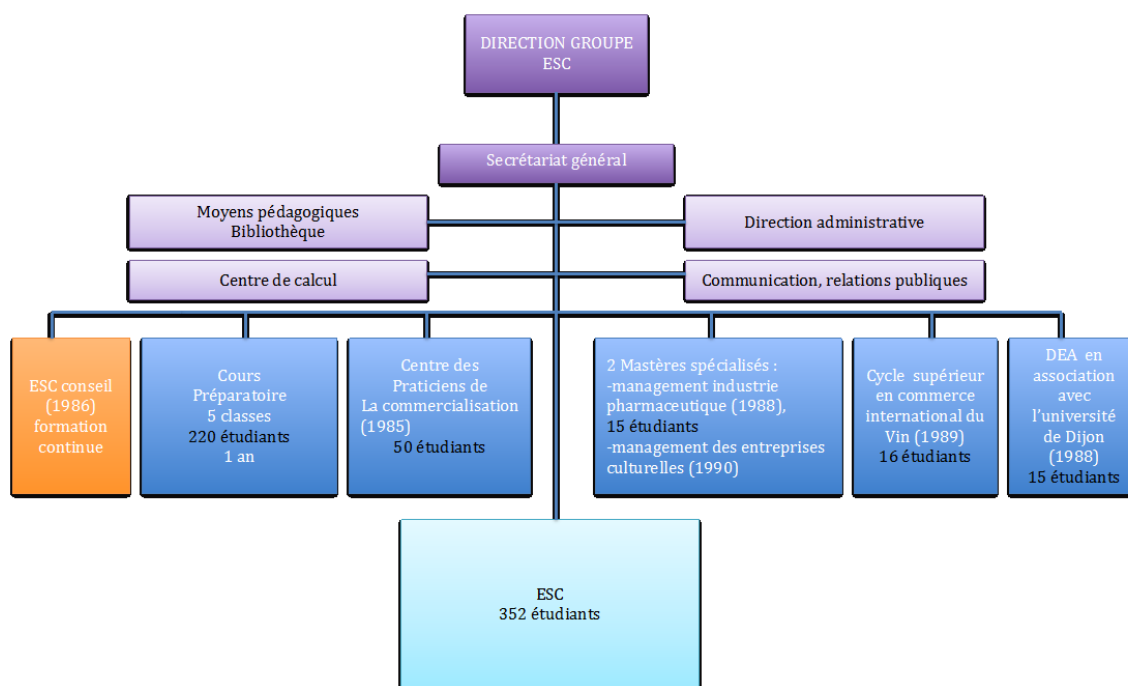 DIRECTION GROUPE
ESC
Secrétariat général
Moyens pédagogiques
Bibliothèque
Direction administrative
Centre de calcul
Communication, relations publiques
ESC conseil
(1986)
formation
continue
Cours
Préparatoire
5 classes
220 étudiants
1 an
Centre des
Praticiens de
La commercialisation
(1985)
50 étudiants
2 Mastères spécialisés :
-management industrie
pharmaceutique (1988),
15 étudiants
-management des entreprises
culturelles (1990)
Cycle supérieur
en commerce
international du
Vin (1989)
16 étudiants
DEA en
association
avec
l'université
de Dijon
(1988)
15 étudiants
ESC
352 étudiants